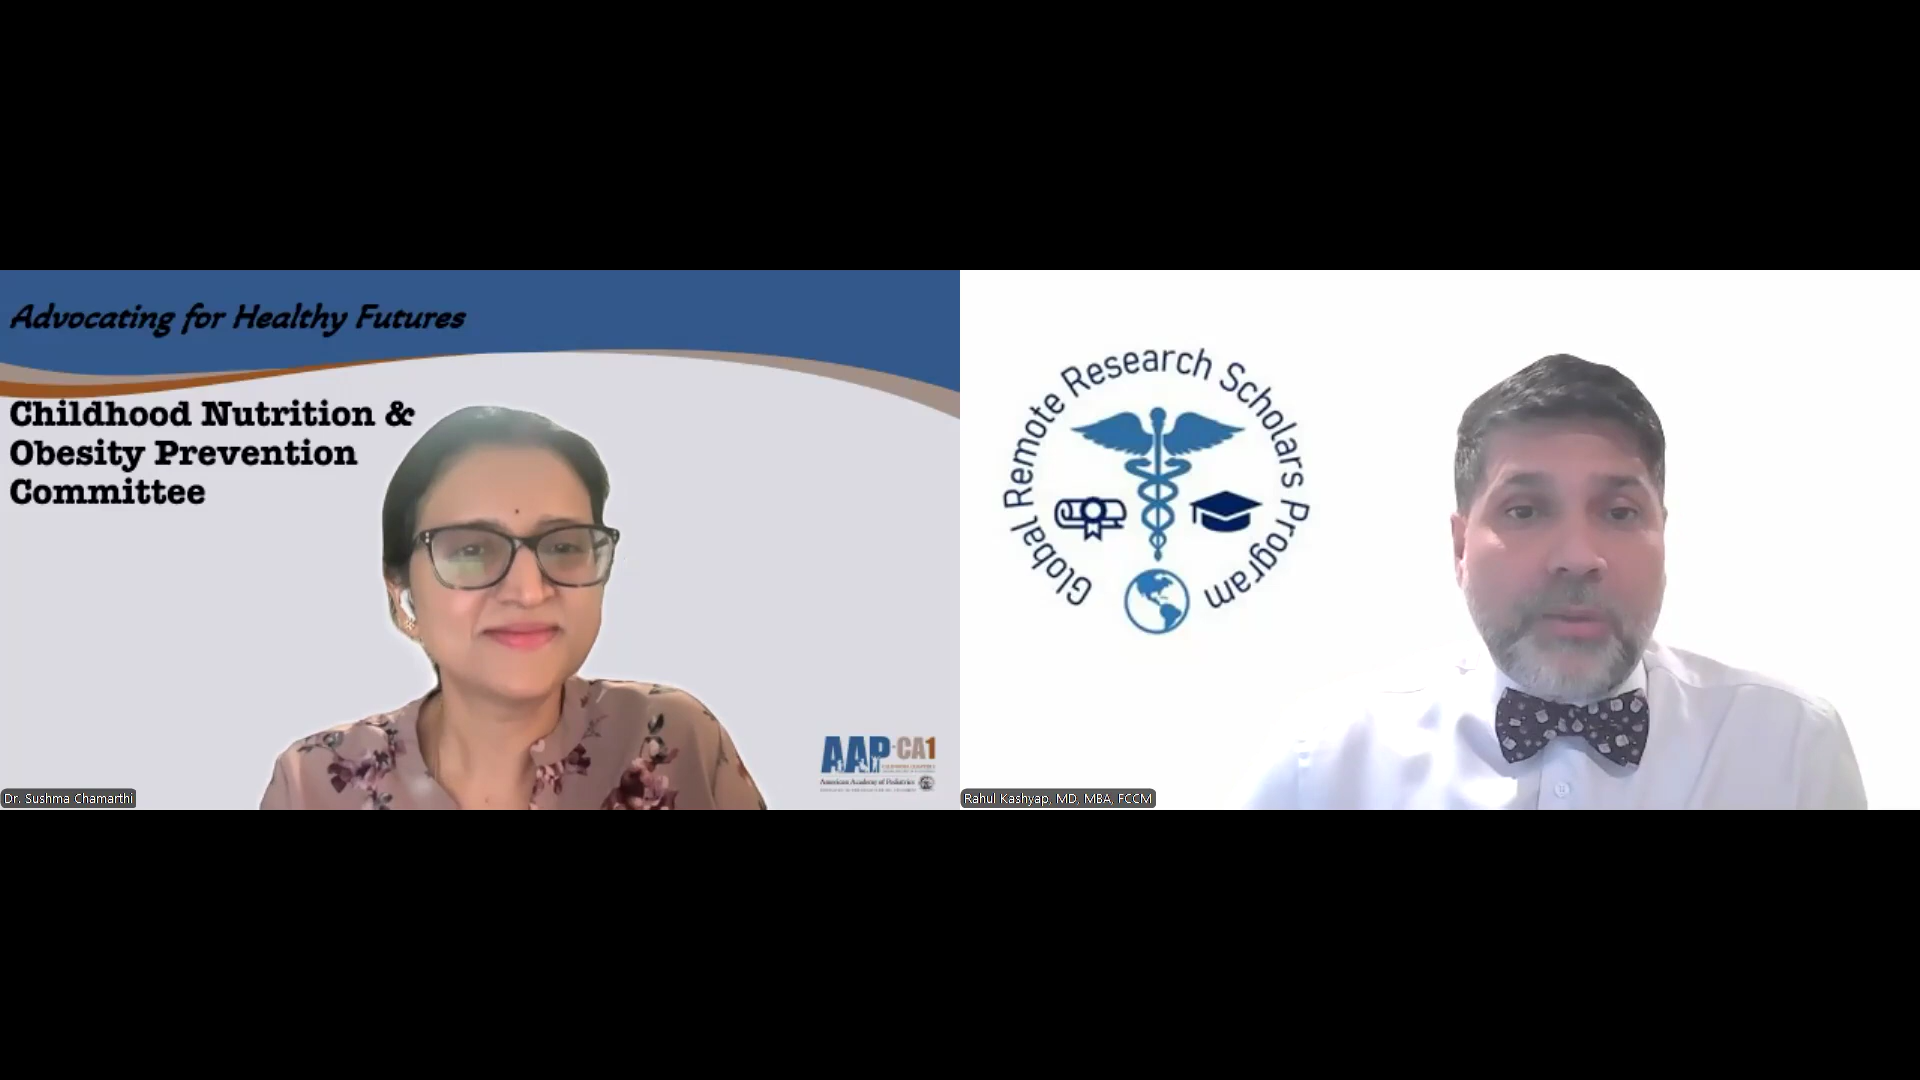 Advocating for Healthy Futures
Childhood Nutrition &
Obesity Prevention
Committee
AAP-CA1
American Academy of Pediatrics
Dr. Sushma Chamarthi
Global Remote Research Scholars Program
Rahul Kashyap, MD, MBA, FCCM